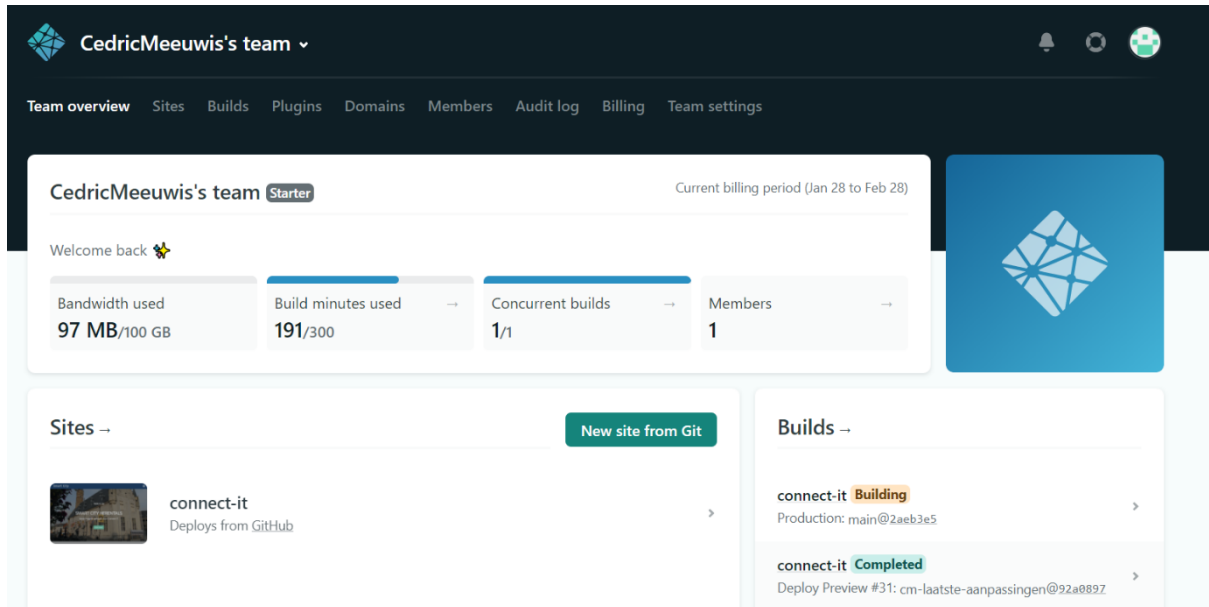 CedricMeeuwis's team
Team overview Sites Builds Plugins Domains Members Audit log Billing Team settings
CedricMeeuwis's team Starter
Current billing period (Jan 28 to Feb 28)
Welcome back
Bandwidth used
97 MB/100 GB
Build minutes used →
191/300
Concurrent builds →
1/1
Members →
1
Sites →
New site from Git
connect-it
Deploys from GitHub
Builds →
connect-it Building
Production: main@2aeb3e5
connect-it Completed
Deploy Preview #31: cm-laatste-aanpassingen@92a0897